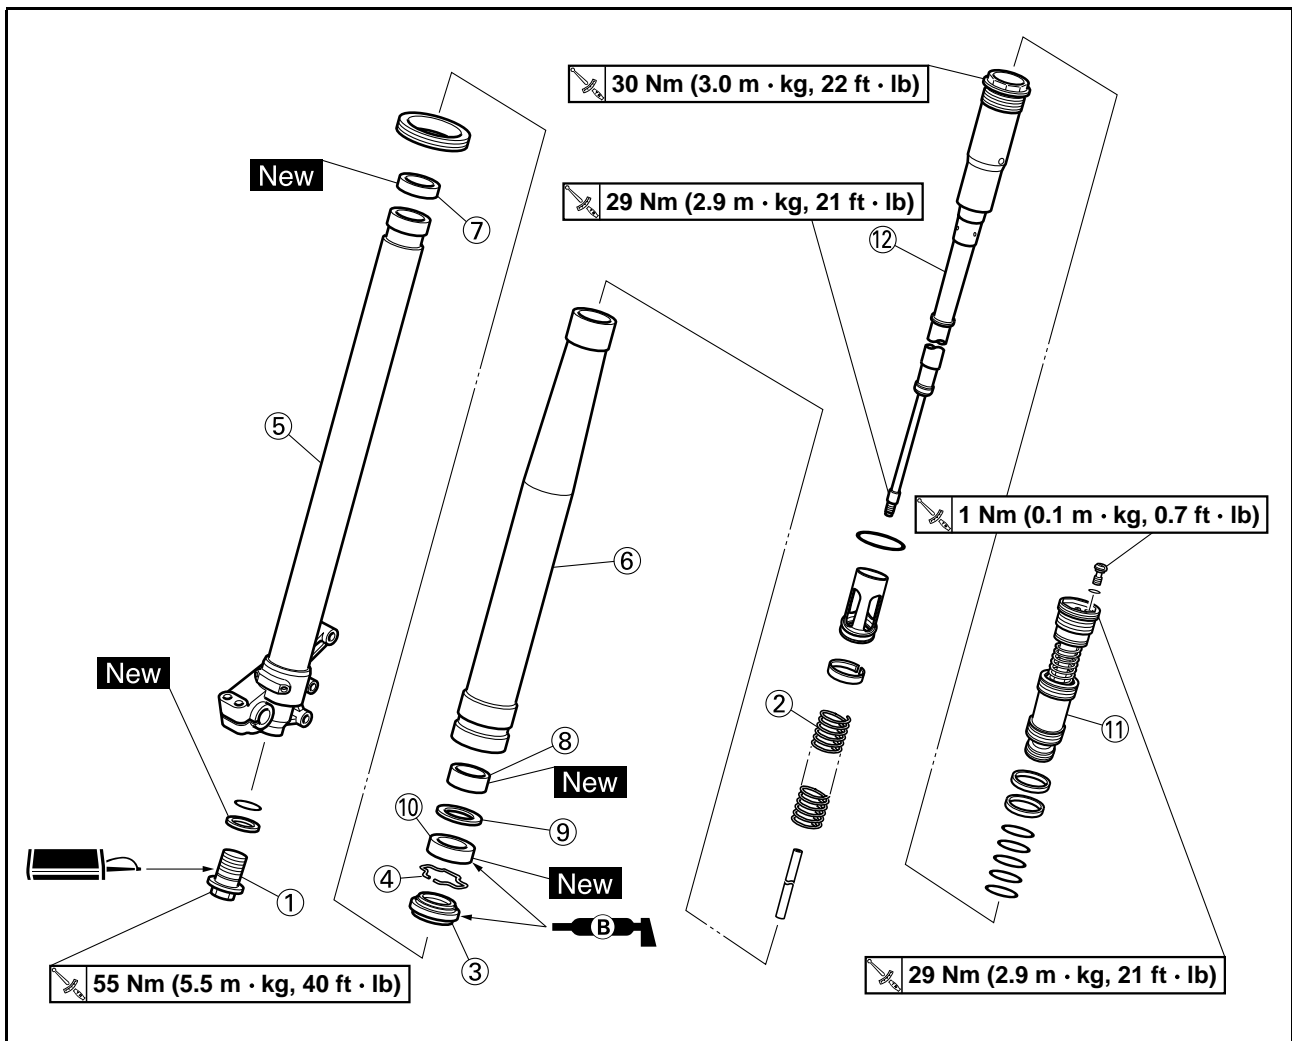 30 Nm (3.0 m · kg, 22 ft · lb)
New
⑦
29 Nm (2.9 m · kg, 21 ft · lb)
⑫
⑤
1 Nm (0.1 m · kg, 0.7 ft · lb)
⑥
New
②
⑪
⑧
New
⑩
⑨
④
New
①
B
③
55 Nm (5.5 m · kg, 40 ft · lb)
29 Nm (2.9 m · kg, 21 ft · lb)